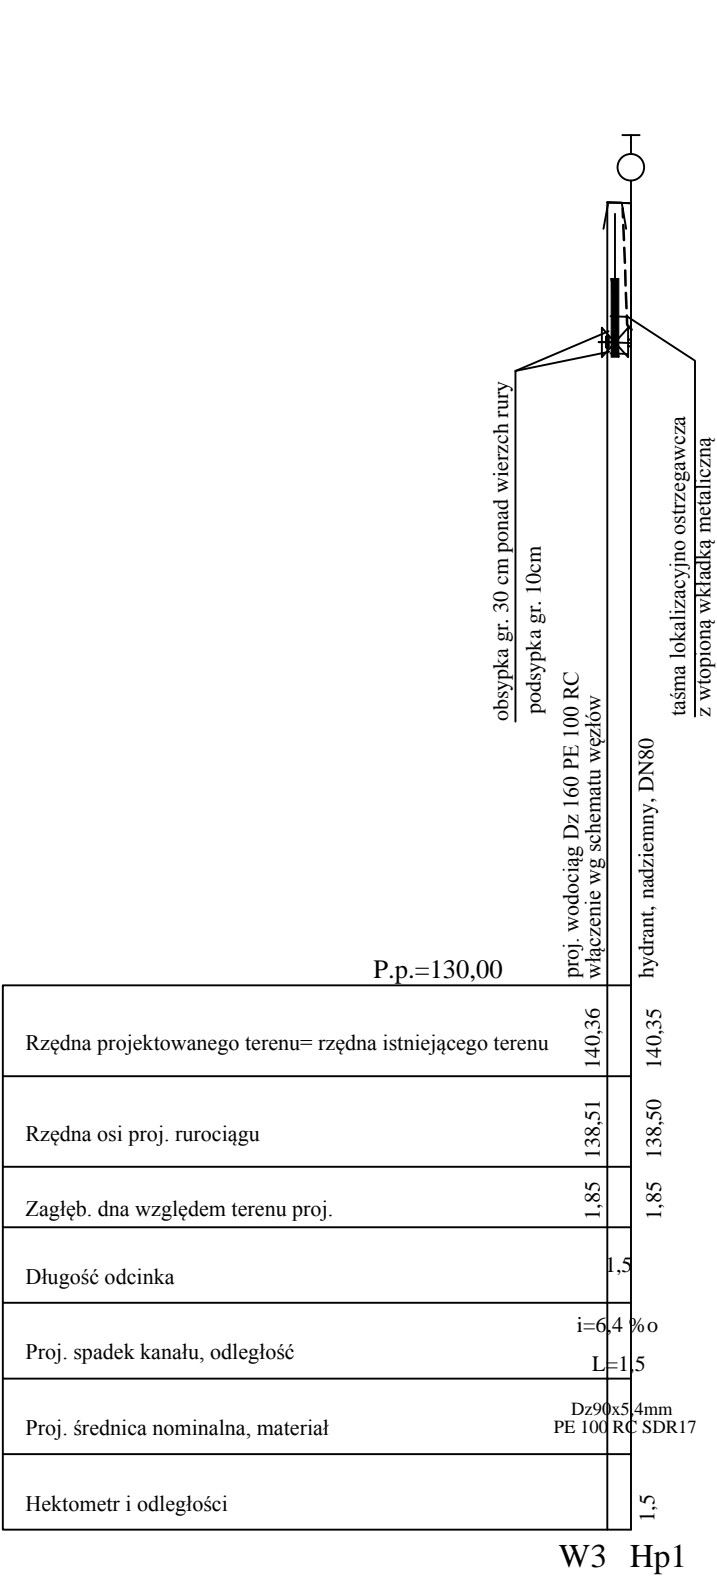 obsypka gr. 30 cm ponad wierzch rury
podsypka gr. 10cm
taśma lokalizacyjno ostrzegawcza
z wtopioną wkładką metaliczną
proj. wodociąg Dz 160 PE 100 RC
włączenie wg schematu węzłów
hydrant, nadziemny, DN80
P.p.=130,00
Rzędna projektowanego terenu= rzędna istniejącego terenu
140,36
140,35
Rzędna osi proj. rurociągu
138,51
138,50
Zagłęb. dna względem terenu proj.
1,85
1,85
Długość odcinka
1,5
Proj. spadek kanału, odległość
i=6,4 %o
L=1,5
Proj. średnica nominalna, materiał
Dz90x5,4mm
PE 100 RC SDR17
Hektometr i odległości
1,5
W3
Hp1